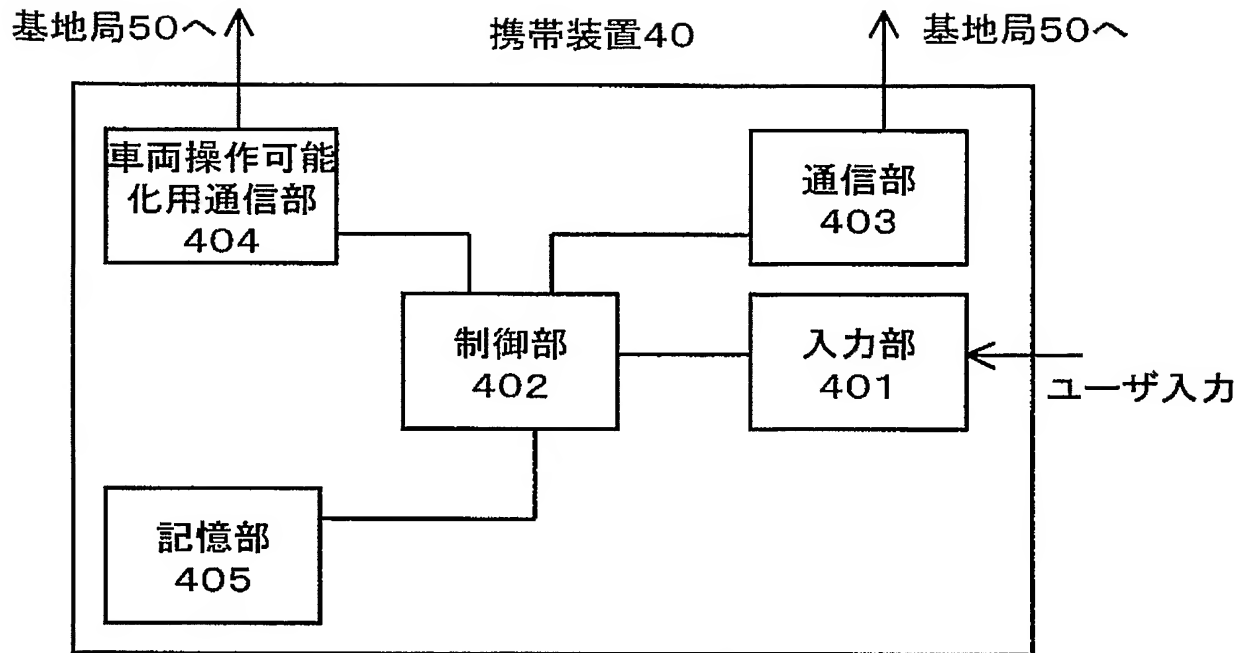 基地局50へ
携帯装置40
基地局50へ
車両操作可能
化用通信部
404
通信部
403
制御部
402
入力部
401
ユーザ入力
記憶部
405